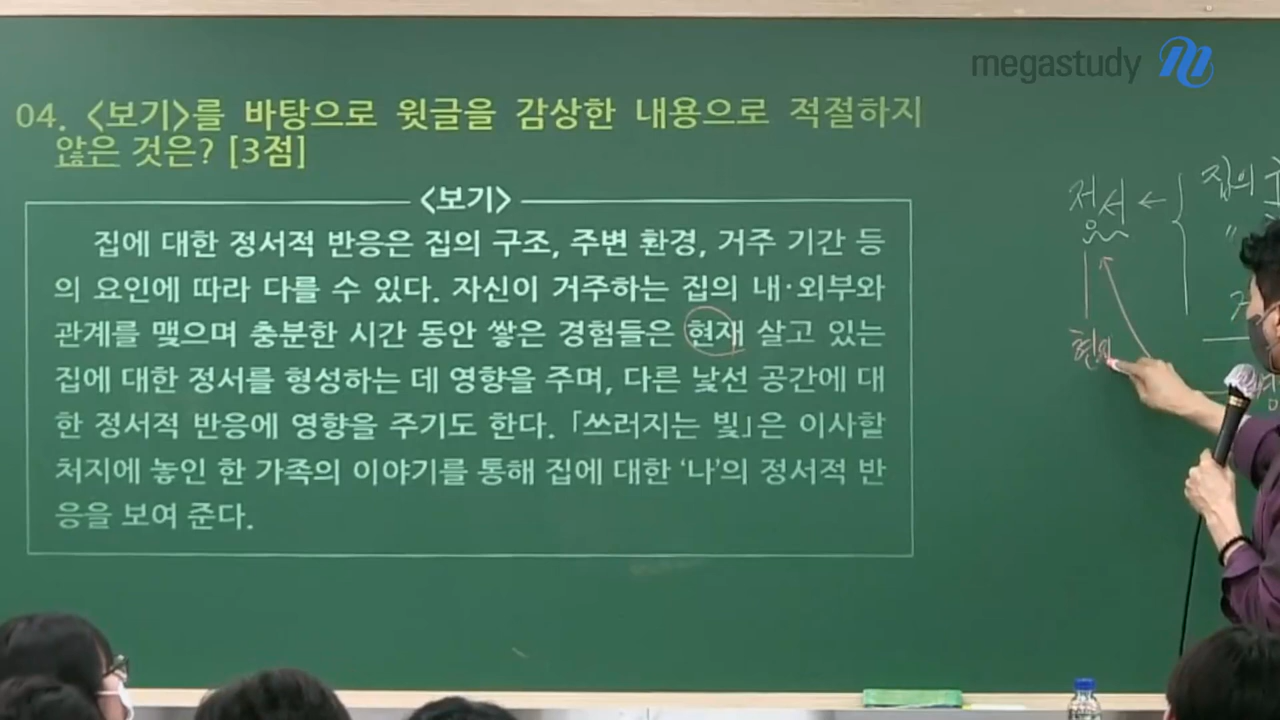 megastudy
04. <보기>를 바탕으로 윗글을 감상한 내용으로 적절하지
않은 것은? [3점]
<보기>
집에 대한 정서적 반응은 집의 구조, 주변 환경, 거주 기간 등
의 요인에 따라 다를 수 있다. 자신이 거주하는 집의 내·외부와
관계를 맺으며 충분한 시간 동안 쌓은 경험들은 현재 살고 있는
집에 대한 정서를 형성하는 데 영향을 주며, 다른 낯선 공간에 대
한 정서적 반응에 영향을 주기도 한다. 「쓰러지는 빛」은 이사할
처지에 놓인 한 가족의 이야기를 통해 집에 대한 ‘나’의 정서적 반
응을 보여 준다.
정서 ← { 집의